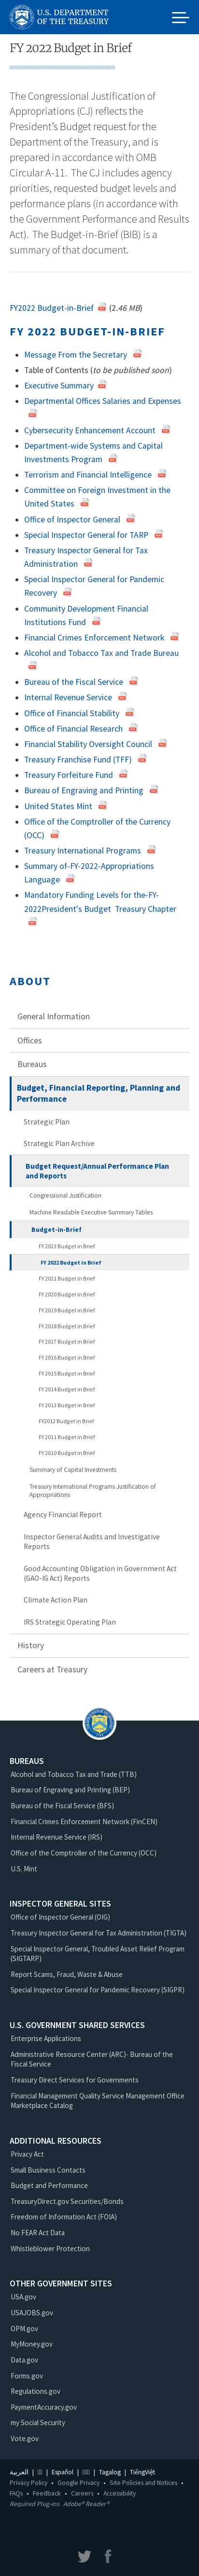 U.S. DEPARTMENT
OF THE TREASURY
FY 2022 Budget in Brief
The Congressional Justification of
Appropriations (CJ) reflects the
President's Budget request for the
Department of the Treasury, and is
prepared in accordance with OMB
Circular A-11. The CJ includes agency
priorities, requested budget levels and
performance plans (in accordance with
the Government Performance and Results
Act). The Budget-in-Brief (BIB) is a
summary of that document.
FY2022 Budget-in-Brief (2.46 MB)
FY 2022 BUDGET-IN-BRIEF
• Message From the Secretary
• Table of Contents (to be published soon)
• Executive Summary
• Departmental Offices Salaries and Expenses
• Cybersecurity Enhancement Account
• Department-wide Systems and Capital
Investments Program
• Terrorism and Financial Intelligence
• Committee on Foreign Investment in the
United States
• Office of Inspector General
• Special Inspector General for TARP
• Treasury Inspector General for Tax
Administration
• Special Inspector General for Pandemic
Recovery
• Community Development Financial
Institutions Fund
• Financial Crimes Enforcement Network
• Alcohol and Tobacco Tax and Trade Bureau
• Bureau of the Fiscal Service
• Internal Revenue Service
• Office of Financial Stability
• Office of Financial Research
• Financial Stability Oversight Council
• Treasury Franchise Fund (TFF)
• Treasury Forfeiture Fund
• Bureau of Engraving and Printing
• United States Mint
• Office of the Comptroller of the Currency
(OCC)
• Treasury International Programs
• Summary of-FY-2022-Appropriations
Language
• Mandatory Funding Levels for the-FY-
2022President's Budget Treasury Chapter
ABOUT
General Information
Offices
Bureaus
Budget, Financial Reporting, Planning and
Performance
Strategic Plan
Strategic Plan Archive
Budget Request/Annual Performance Plan
and Reports
Congressional Justification
Machine Readable Executive Summary Tables
Budget-in-Brief
FY 2023 Budget in Brief
FY 2022 Budget in Brief
FY 2021 Budget in Brief
FY 2020 Budget in Brief
FY 2019 Budget in Brief
FY 2018 Budget in Brief
FY 2017 Budget in Brief
FY 2016 Budget in Brief
FY 2015 Budget in Brief
FY 2014 Budget in Brief
FY 2013 Budget in Brief
FY2012 Budget in Brief
FY 2011 Budget in Brief
FY 2010 Budget in Brief
Summary of Capital Investments
Treasury International Programs Justification of
Appropriations
Agency Financial Report
Inspector General Audits and Investigative
Reports
Good Accounting Obligation in Government Act
(GAO-IG Act) Reports
Climate Action Plan
IRS Strategic Operating Plan
History
Careers at Treasury
BUREAUS
Alcohol and Tobacco Tax and Trade (TTB)
Bureau of Engraving and Printing (BEP)
Bureau of the Fiscal Service (BFS)
Financial Crimes Enforcement Network (FinCEN)
Internal Revenue Service (IRS)
Office of the Comptroller of the Currency (OCC)
U.S. Mint
INSPECTOR GENERAL SITES
Office of Inspector General (OIG)
Treasury Inspector General for Tax Administration (TIGTA)
Special Inspector General, Troubled Asset Relief Program
(SIGTARP)
Report Scams, Fraud, Waste & Abuse
Special Inspector General for Pandemic Recovery (SIGPR)
U.S. GOVERNMENT SHARED SERVICES
Enterprise Applications
Administrative Resource Center (ARC)- Bureau of the
Fiscal Service
Treasury Direct Services for Governments
Financial Management Quality Service Management Office
Marketplace Catalog
ADDITIONAL RESOURCES
Privacy Act
Small Business Contacts
Budget and Performance
TreasuryDirect.gov Securities/Bonds
Freedom of Information Act (FOIA)
No FEAR Act Data
Whistleblower Protection
OTHER GOVERNMENT SITES
USA.gov
USAJOBS.gov
OPM.gov
MyMoney.gov
Data.gov
Forms.gov
Regulations.gov
PaymentAccuracy.gov
my Social Security
Vote.gov
العربية | | Español | | Tagalog | TiếngViệt
Privacy Policy • Google Privacy • Site Policies and Notices •
FAQs • Feedback • Careers • Accessibility
Required Plug-ins Adobe® Reader®